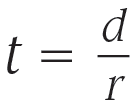 t = d/r